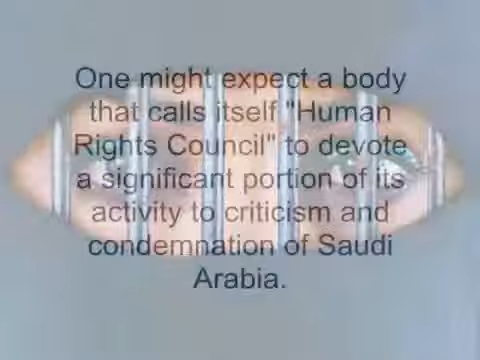 One might expect a body
that calls itself "Human
Rights Council" to devote
a significant portion of its
activity to criticism and
condemnation of Saudi
Arabia.